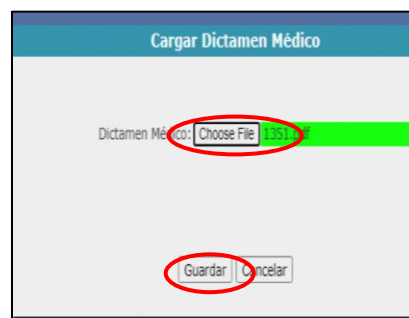 Cargar Dictamen Médico
Dictamen Médico: Choose File 1351.pdf
Guardar Cancelar